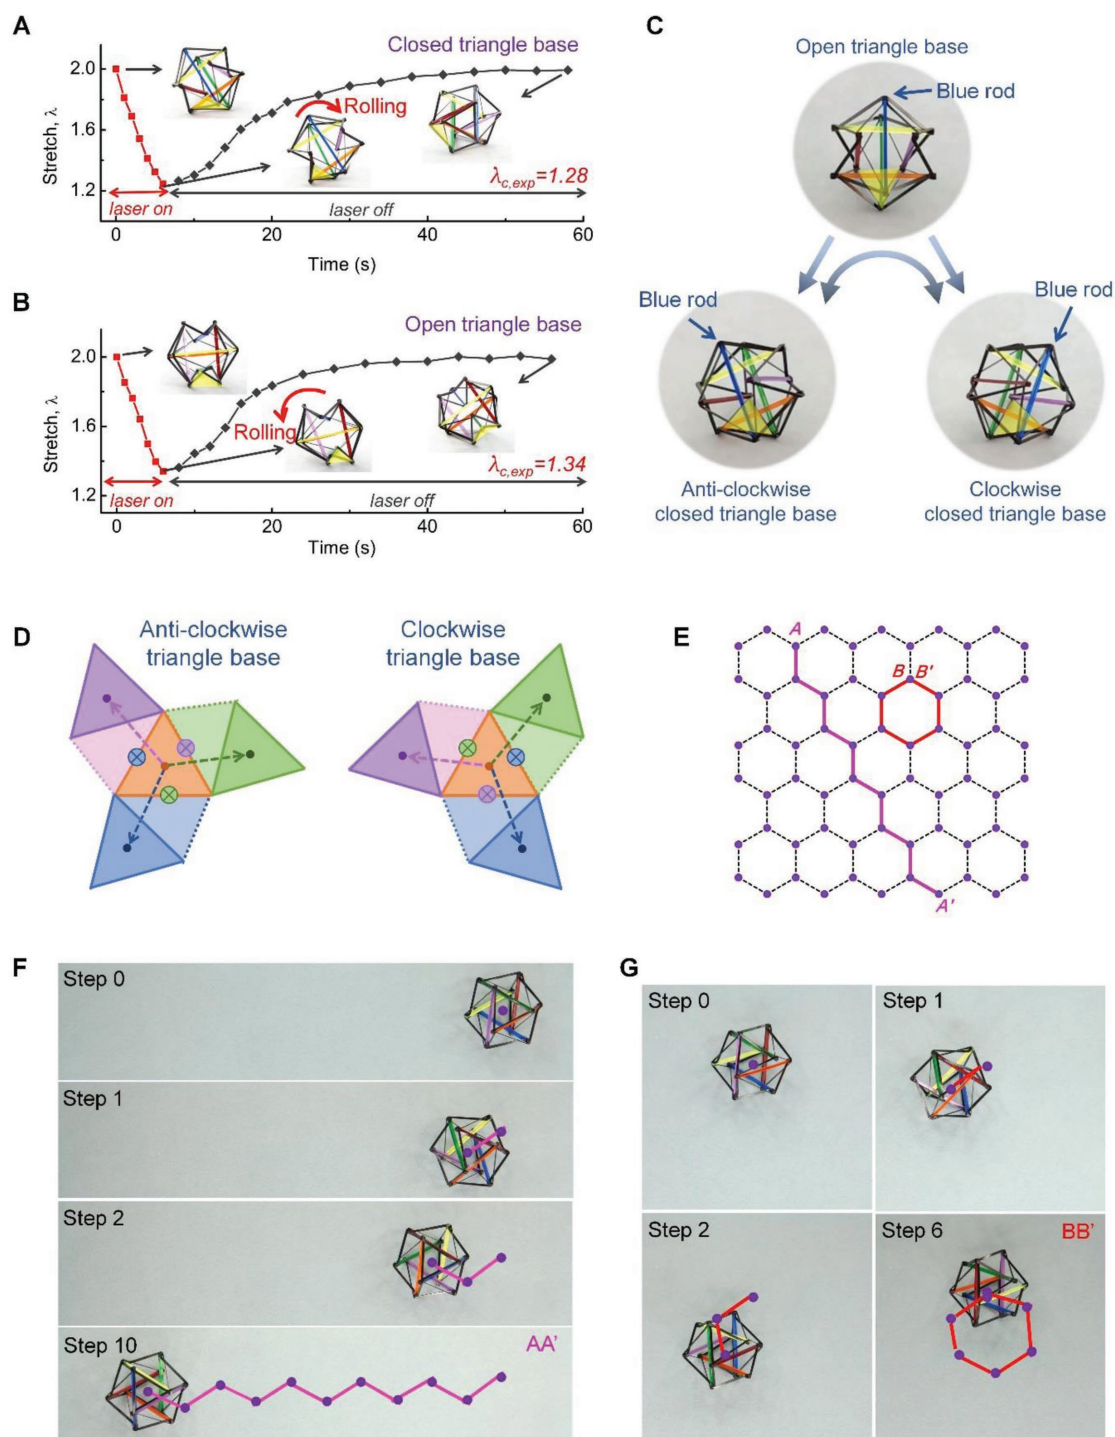 A
Closed triangle base
2.0
1.6
1.2
Stretch, λ
Rolling
λc,exp=1.28
laser on
laser off
0
20
40
60
Time (s)
B
Open triangle base
2.0
1.6
1.2
Stretch, λ
Rolling
λc,exp=1.34
laser on
laser off
0
20
40
60
Time (s)
C
Open triangle base
Blue rod
Blue rod
Blue rod
Anti-clockwise
closed triangle base
Clockwise
closed triangle base
D
Anti-clockwise
triangle base
Clockwise
triangle base
E
A
B B'
A'
F
Step 0
Step 1
Step 2
Step 10
AA'
G
Step 0
Step 1
Step 2
Step 6
BB'